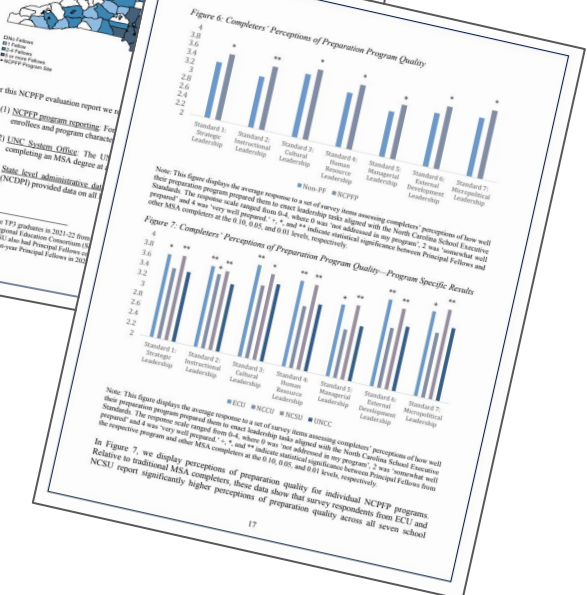 □No Fellows
□1 Fellow
2-4 Fellows
or more Fellows
• NCPFP Program Site
r this NCPFP evaluation report we r
(1) NCPFP program reporting: For
enrollees and program characte
) UNC System Office: The UN
completing an MSA degree at
State level administrative dat
(NCDPI) provided data on all
e TP3 graduates in 2021-22 from
egional Education Consortium (S
SU also had Principal Fellows co
n-year Principal Fellows in 202
Figure 6: Completers' Perceptions of Preparation Program Quality
4
3.8
3.6
3.4
3.2
3
2.8
2.6
2.4
2.2
2
* ** * * * * *
Standard 1: Strategic Leadership
Standard 2: Instructional Leadership
Standard 3: Cultural Leadership
Standard 4: Human Resource Leadership
Standard 5: Managerial Leadership
Standard 6: External Development Leadership
Standard 7: Micropolitical Leadership
■ Non-PF ■ NCPFP
Note: This figure displays the average response to a set of survey items assessing completers' perceptions of how well
their preparation program prepared them to enact leadership tasks aligned with the North Carolina School Executive
Standards. The response scale ranged from 0-4, where 0 was 'not addressed in my program', 2 was 'somewhat well
prepared' and 4 was 'very well prepared.' +, *, and ** indicate statistical significance between Principal Fellows and
other MSA completers at the 0.10, 0.05, and 0.01 levels, respectively.
Figure 7: Completers' Perceptions of Preparation Program Quality—Program Specific Results
4
3.8
3.6
3.4
3.2
3
2.8
2.6
2.4
2.2
2
Standard 1: Strategic Leadership
Standard 2: Instructional Leadership
Standard 3: Cultural Leadership
Standard 4: Human Resource Leadership
Standard 5: Managerial Leadership
Standard 6: External Development Leadership
Standard 7: Micropolitical Leadership
■ ECU ■ NCCU ■ NCSU ■ UNCC
Note: This figure displays the average response to a set of survey items assessing completers' perceptions of how well
their preparation program prepared them to enact leadership tasks aligned with the North Carolina School Executive
Standards. The response scale ranged from 0-4, where 0 was 'not addressed in my program', 2 was 'somewhat well
prepared' and 4 was 'very well prepared.' +, *, and ** indicate statistical significance between Principal Fellows from
the respective program and other MSA completers at the 0.10, 0.05, and 0.01 levels, respectively.
In Figure 7, we display perceptions of preparation quality for individual NCPFP programs.
Relative to traditional MSA completers, these data show that survey respondents from ECU and
NCSU report significantly higher perceptions of preparation quality across all seven school
17